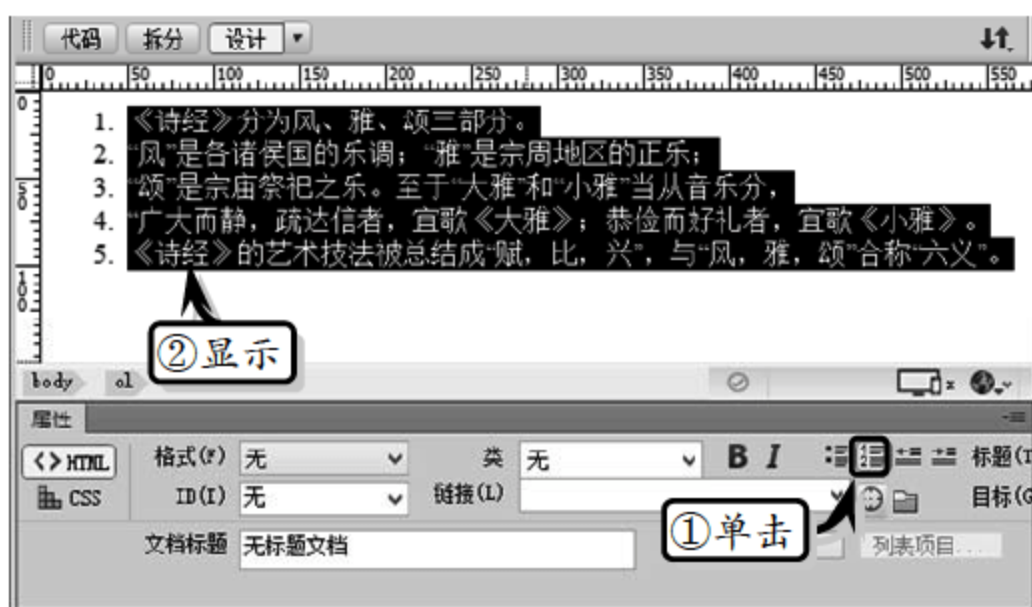 代码 拆分 设计
0 50 100 150 200 250 300 350 400 450 500 550
0
50
100
1. 《诗经》分为风、雅、颂三部分。
2. “风”是各诸侯国的乐调；“雅”是宗周地区的正乐；
3. “颂”是宗庙祭祀之乐。至于“大雅”和“小雅”当从音乐分，
4. “广大而静，疏达信者，宜歌《大雅》；恭俭而好礼者，宜歌《小雅》。
5. 《诗经》的艺术技法被总结成“赋，比，兴”，与“风，雅，颂”合称“六义”。
②显示
body ol
属性
<> HTML 格式(F) 无 类 无 B I 标题(T
CSS ID(I) 无 链接(L) 目标(G
①单击
文档标题 无标题文档 列表项目...